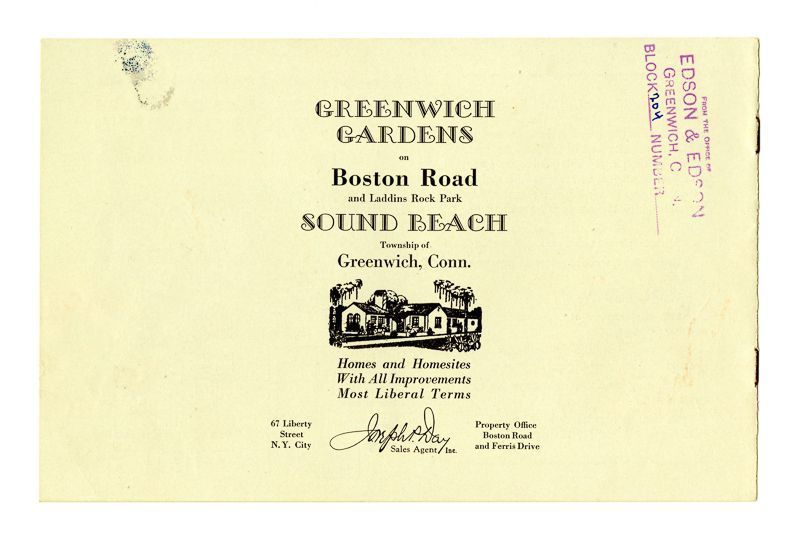 GREENWICH
GARDENS
on
Boston Road
and Laddins Rock Park
SOUND BEACH
Township of
Greenwich, Conn.
Homes and Homesites
With All Improvements
Most Liberal Terms
67 Liberty
Street
N. Y. City
Joseph P. Day
Sales Agent Inc.
Property Office
Boston Road
and Ferris Drive
FROM THE OFFICE OF
EDSON & EDSON
GREENWICH, C
BLOCK 204 NUMBER